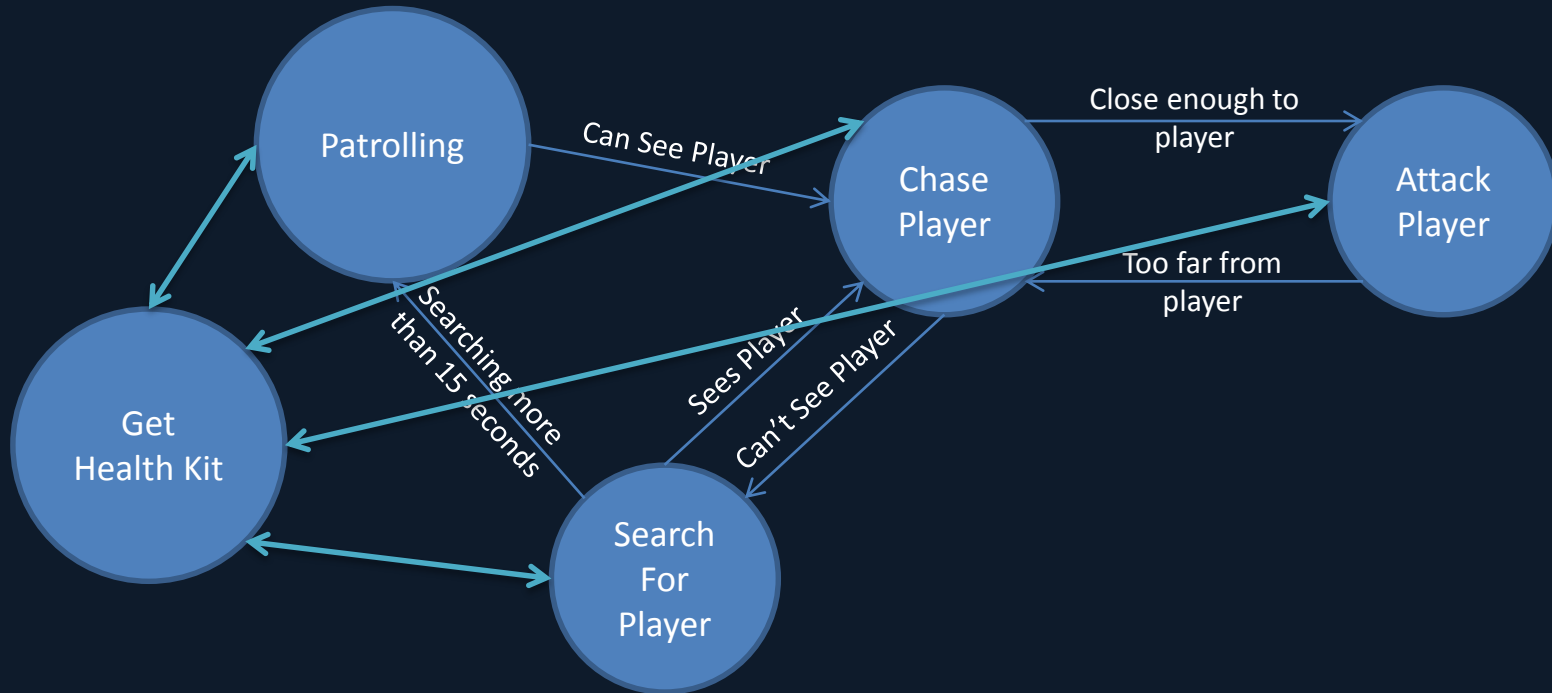 Patrolling
Can See Player
Chase
Player
Close enough to
player
Attack
Player
Too far from
player
Searching more
than 15 seconds
Sees Player
Can't See Player
Get
Health Kit
Search
For
Player